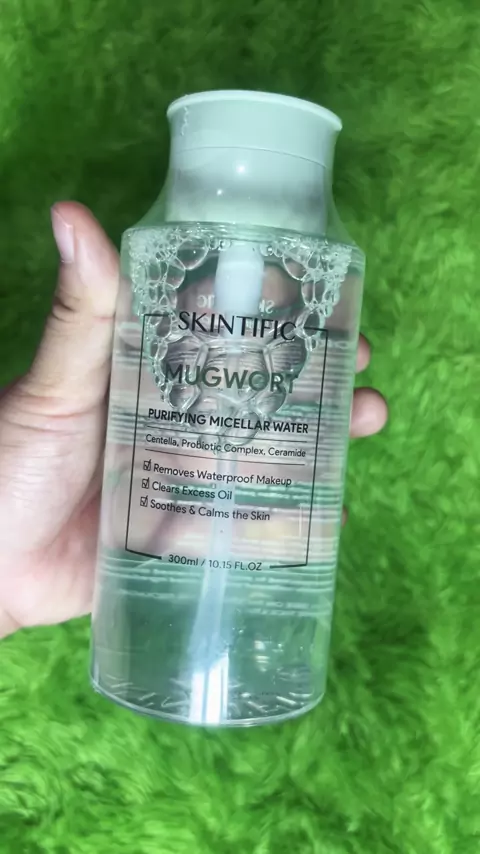 SKINTIFIC
MUGWORT
PURIFYING MICELLAR WATER
Centella, Probiotic Complex, Ceramide
☑ Removes Waterproof Makeup
☑ Clears Excess Oil
☑ Soothes & Calms the Skin
300ml / 10.15 FL.OZ